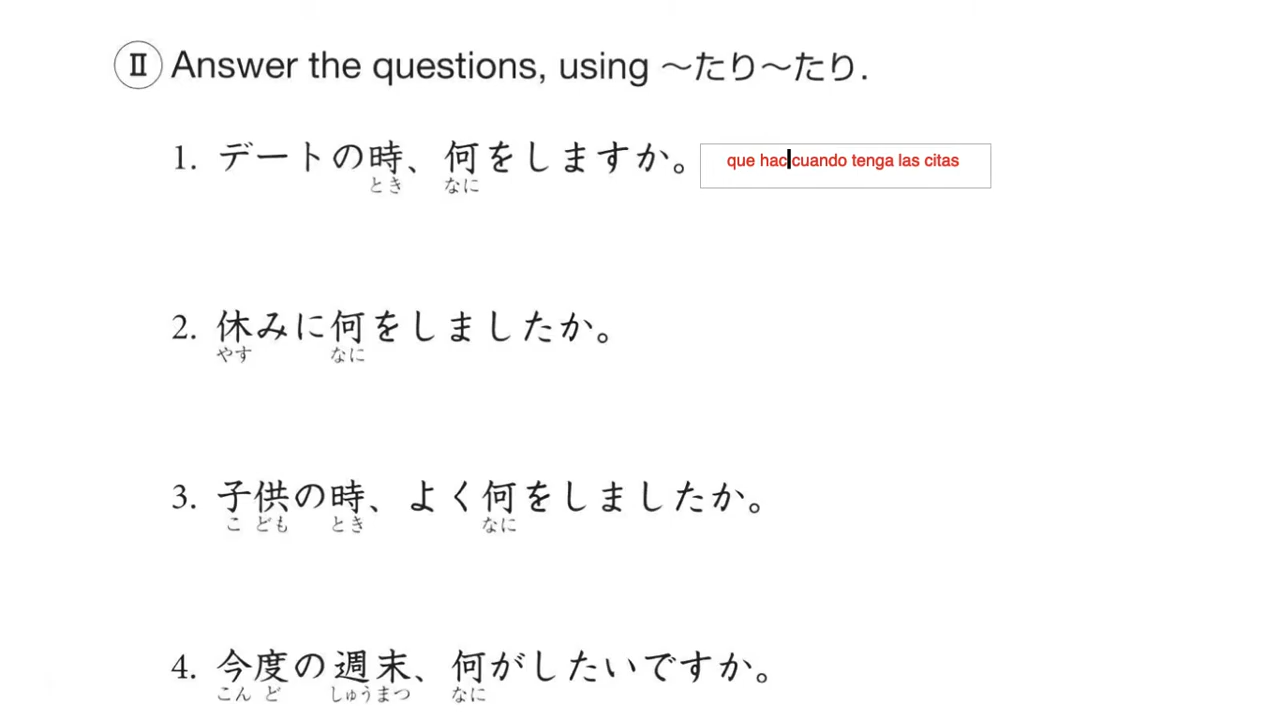 Ⅱ Answer the questions, using 〜たり〜たり.
1. デートの時、何をしますか。 que hac cuando tenga las citas
とき なに
2. 休みに何をしましたか。
やす なに
3. 子供の時、よく何をしましたか。
こ ども とき なに
4. 今度の週末、何がしたいですか。
こん ど しゅうまつ なに